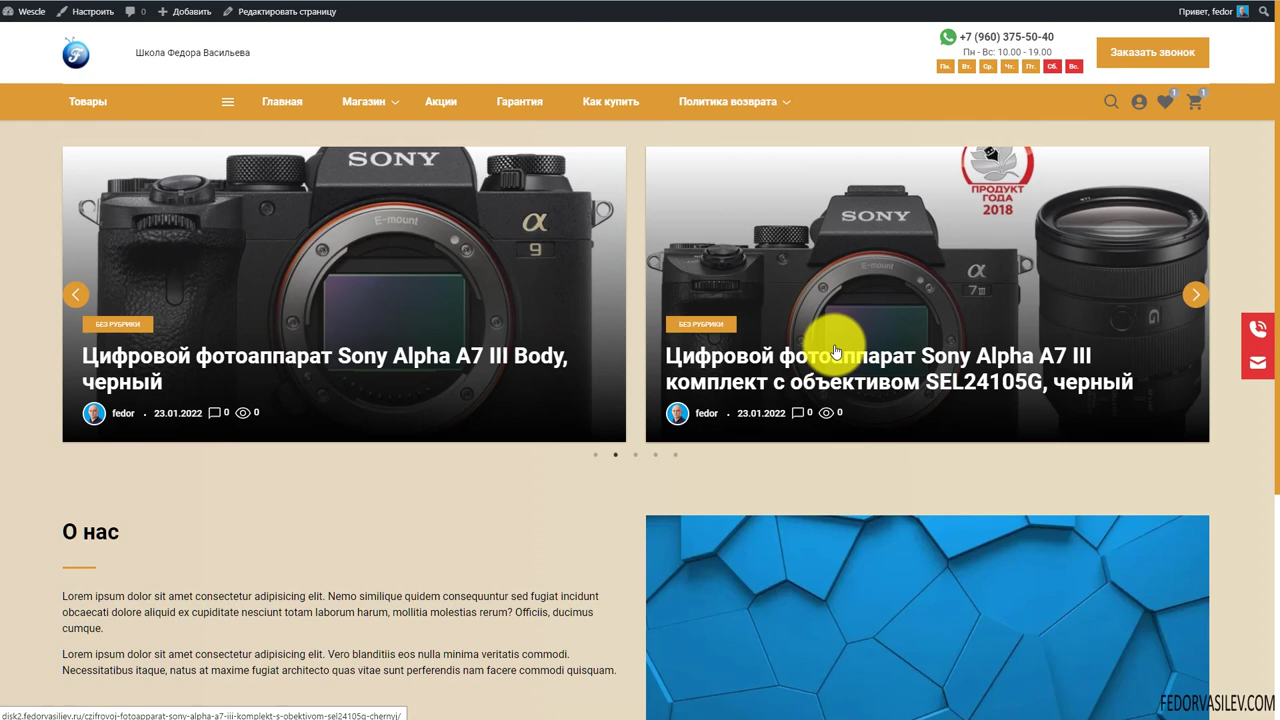 Wescle
Настроить
0
Добавить
Редактировать страницу
Привет, fedor
Школа Федора Васильева
+7 (960) 375-50-40
Пн - Вс: 10.00 - 19.00
Пн. Вт. Ср. Чт. Пт. Сб. Вс.
Заказать звонок
Товары
Главная
Магазин
Акции
Гарантия
Как купить
Политика возврата
1
1
SONY
E-mount
α
9
БЕЗ РУБРИКИ
Цифровой фотоаппарат Sony Alpha A7 III Body,
черный
fedor . 23.01.2022 0 0
ПРОДУКТ
ГОДА
2018
SONY
E-mount
α
7III
G
БЕЗ РУБРИКИ
Цифровой фотоаппарат Sony Alpha A7 III
комплект с объективом SEL24105G, черный
fedor . 23.01.2022 0 0
О нас
Lorem ipsum dolor sit amet consectetur adipisicing elit. Nemo similique quidem consequuntur sed fugiat incidunt
obcaecati dolore aliquid ex cupiditate nesciunt totam laborum harum, mollitia molestias rerum? Officiis, ducimus
cumque.
Lorem ipsum dolor sit amet consectetur adipisicing elit. Vero blanditiis eos nulla minima veritatis commodi.
Necessitatibus itaque, natus at maxime fugiat architecto quas vitae sunt perferendis nam facere commodi quisquam.
disk2.fedorvasiliev.ru/czifrovoj-fotoapparat-sony-alpha-a7-iii-komplekt-s-obektivom-sel24105g-chernyj/
FEDORVASILEV.COM